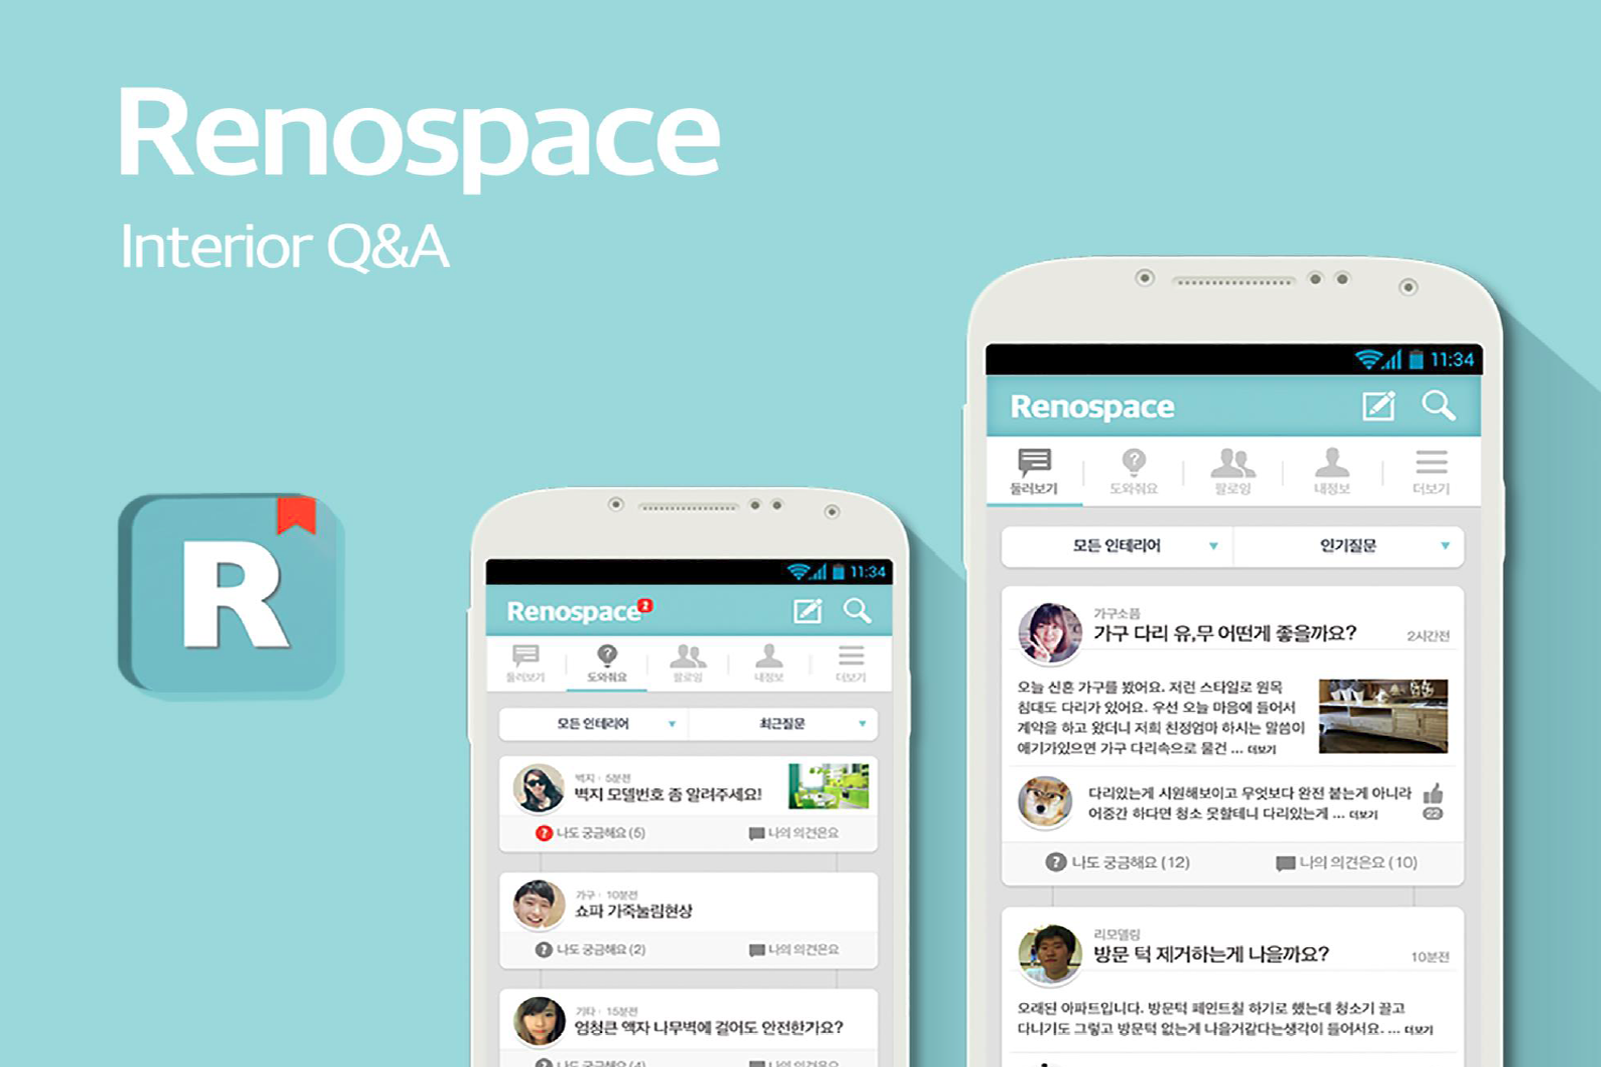 Renospace
Interior Q&A
R
11:34
Renospace2
둘러보기 도와줘요 팔로잉 내정보 더보기
모든 인테리어 최근질문
벽지 · 5분전
벽지 모델번호 좀 알려주세요!
? 나도 궁금해요 (5) 나의 의견은요
가구 · 10분전
쇼파 가죽눌림현상
? 나도 궁금해요 (2) 나의 의견은요
기타 · 15분전
엄청큰 액자 나무벽에 걸어도 안전한가요?
나도 궁금해요 (4) 나의 의견은요
11:34
Renospace
둘러보기 도와줘요 팔로잉 내정보 더보기
모든 인테리어 인기질문
가구소품
가구 다리 유,무 어떤게 좋을까요? 2시간전
오늘 신혼 가구를 봤어요. 저런 스타일로 원목
침대도 다리가 있어요. 우선 오늘 마음에 들어서
계약을 하고 왔더니 저희 친정엄마 하시는 말씀이
애기가있으면 가구 다리속으로 물건 ... 더보기
다리있는게 시원해보이고 무엇보다 완전 붙는게 아니라
어중간 하다면 청소 못할테니 다리있는게 ... 더보기
22
? 나도 궁금해요 (12) 나의 의견은요 (10)
리모델링
방문 턱 제거하는게 나을까요? 10분전
오래된 아파트입니다. 방문턱 페인트칠 하기로 했는데 청소기 끌고
다니기도 그렇고 방문턱 없는게 나을거같다는생각이 들어서요. ... 더보기